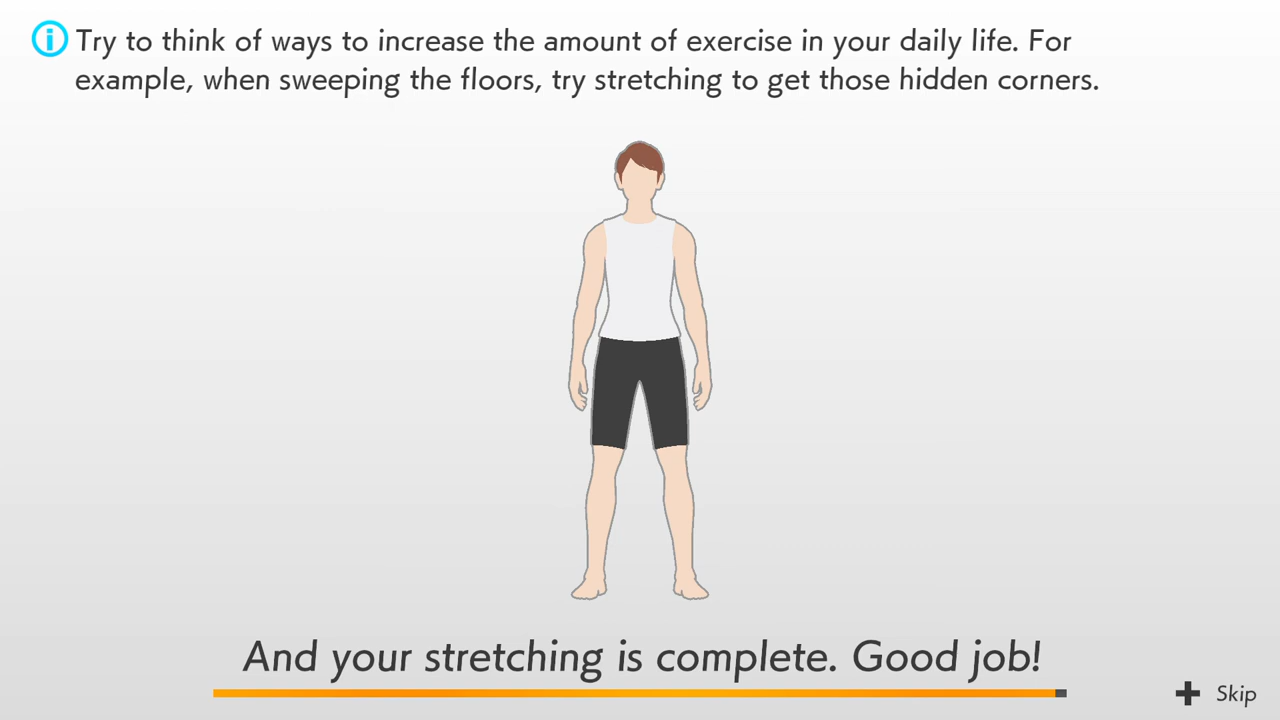 Try to think of ways to increase the amount of exercise in your daily life. For
example, when sweeping the floors, try stretching to get those hidden corners.
And your stretching is complete. Good job!
Skip